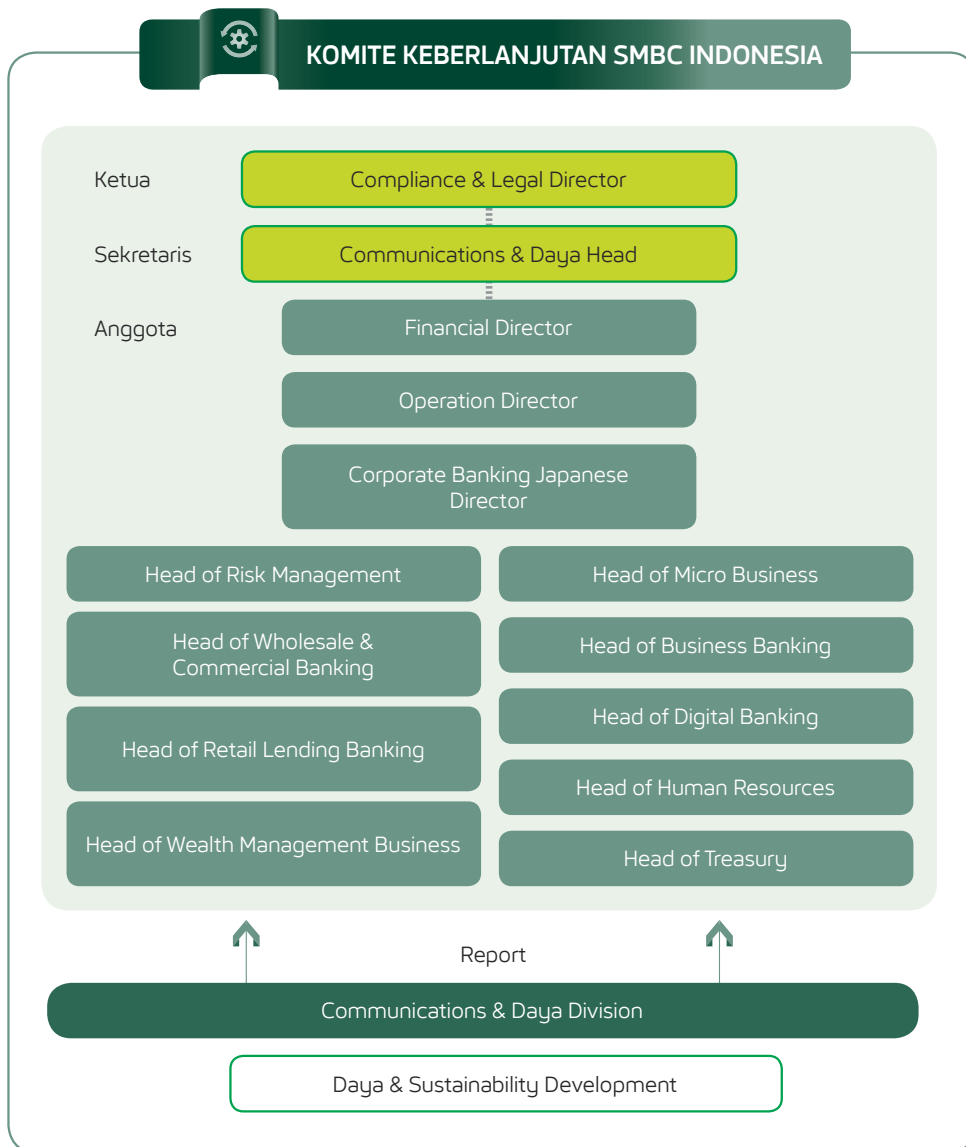 KOMITE KEBERLANJUTAN SMBC INDONESIA
Ketua
Compliance & Legal Director
Sekretaris
Communications & Daya Head
Anggota
Financial Director
Operation Director
Corporate Banking Japanese
Director
Head of Risk Management
Head of Wholesale &
Commercial Banking
Head of Retail Lending Banking
Head of Wealth Management Business
Head of Micro Business
Head of Business Banking
Head of Digital Banking
Head of Human Resources
Head of Treasury
Report
Communications & Daya Division
Daya & Sustainability Development